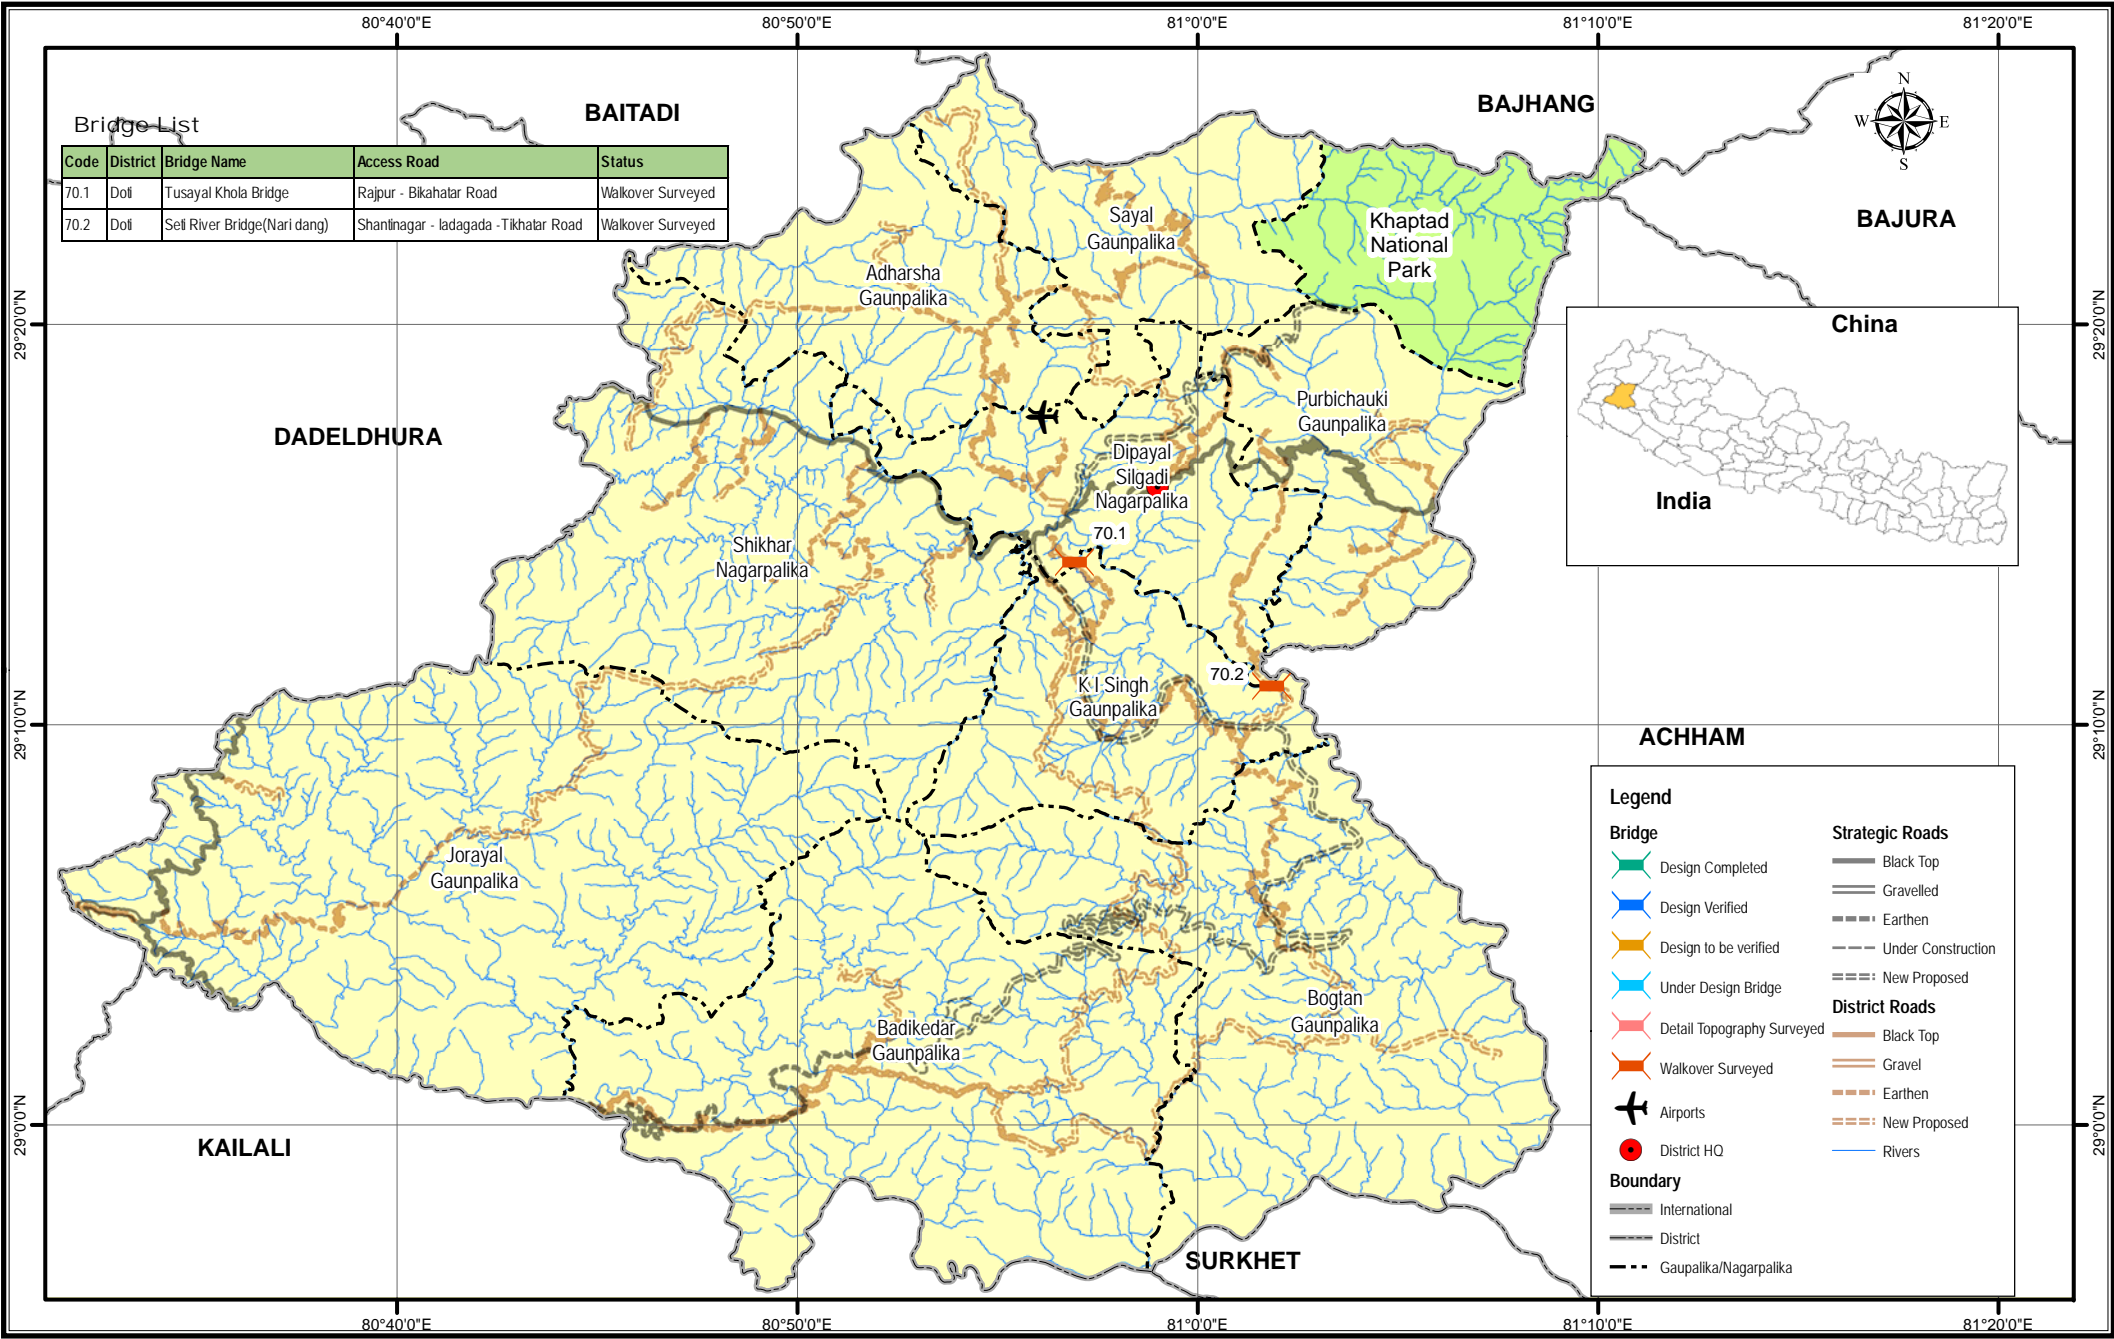 80°40'0"E
80°50'0"E
81°0'0"E
81°10'0"E
81°20'0"E
BAITADI
BAJHANG
N
W
E
S
Bridge List
Code District Bridge Name Access Road Status
70.1 Doti Tusayal Khola Bridge Rajpur - Bikahatar Road Walkover Surveyed
70.2 Doti Seti River Bridge(Nari dang) Shantinagar - ladagada -Tikhatar Road Walkover Surveyed
BAJURA
Sayal
Gaunpalika
Khaptad
National
Park
Adharsha
Gaunpalika
29°20'0"N
29°20'0"N
China
India
DADELDHURA
Purbichauki
Gaunpalika
Dipayal
Silgadi
Nagarpalika
70.1
Shikhar
Nagarpalika
70.2
K I Singh
Gaunpalika
29°10'0"N
29°10'0"N
ACHHAM
Jorayal
Gaunpalika
Badikedar
Gaunpalika
Bogtan
Gaunpalika
29°0'0"N
29°0'0"N
KAILALI
SURKHET
Legend
Bridge
Design Completed
Design Verified
Design to be verified
Under Design Bridge
Detail Topography Surveyed
Walkover Surveyed
Airports
District HQ
Boundary
International
District
Gaupalika/Nagarpalika
Strategic Roads
Black Top
Gravelled
Earthen
Under Construction
New Proposed
District Roads
Black Top
Gravel
Earthen
New Proposed
Rivers
80°40'0"E
80°50'0"E
81°0'0"E
81°10'0"E
81°20'0"E